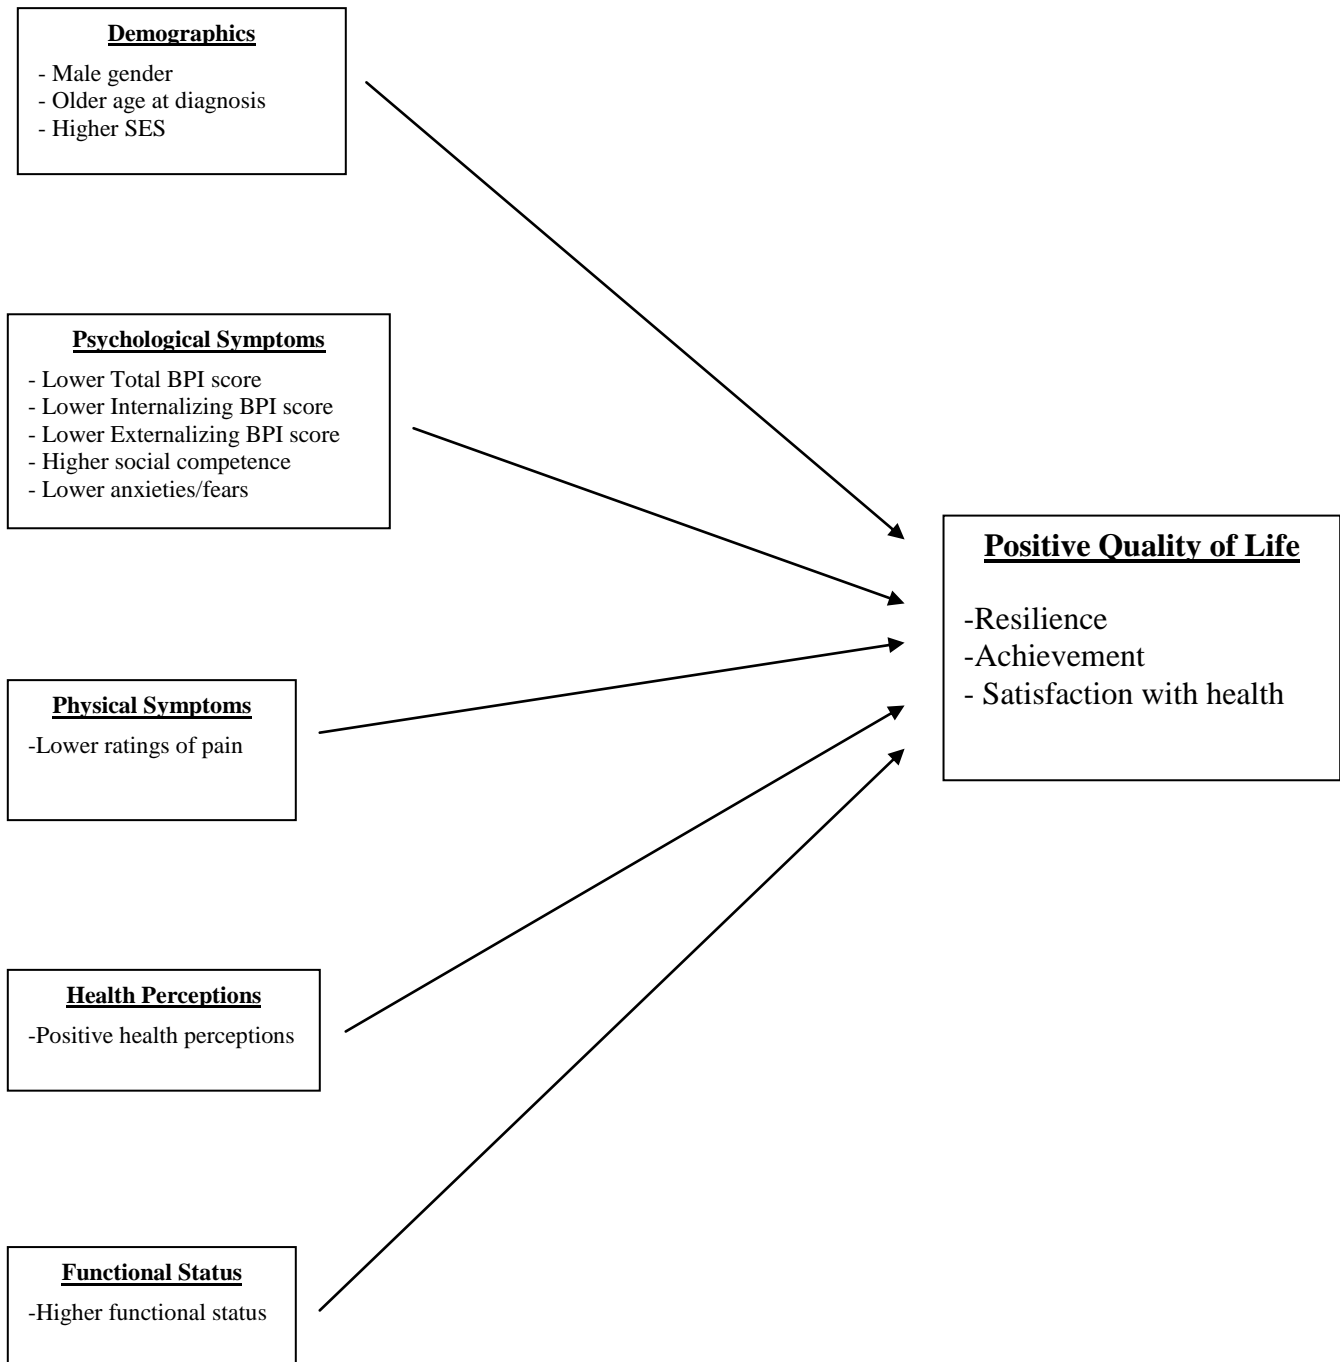 Demographics
- Male gender
- Older age at diagnosis
- Higher SES
Psychological Symptoms
- Lower Total BPI score
- Lower Internalizing BPI score
- Lower Externalizing BPI score
- Higher social competence
- Lower anxieties/fears
Positive Quality of Life
-Resilience
-Achievement
- Satisfaction with health
Physical Symptoms
-Lower ratings of pain
Health Perceptions
-Positive health perceptions
Functional Status
-Higher functional status